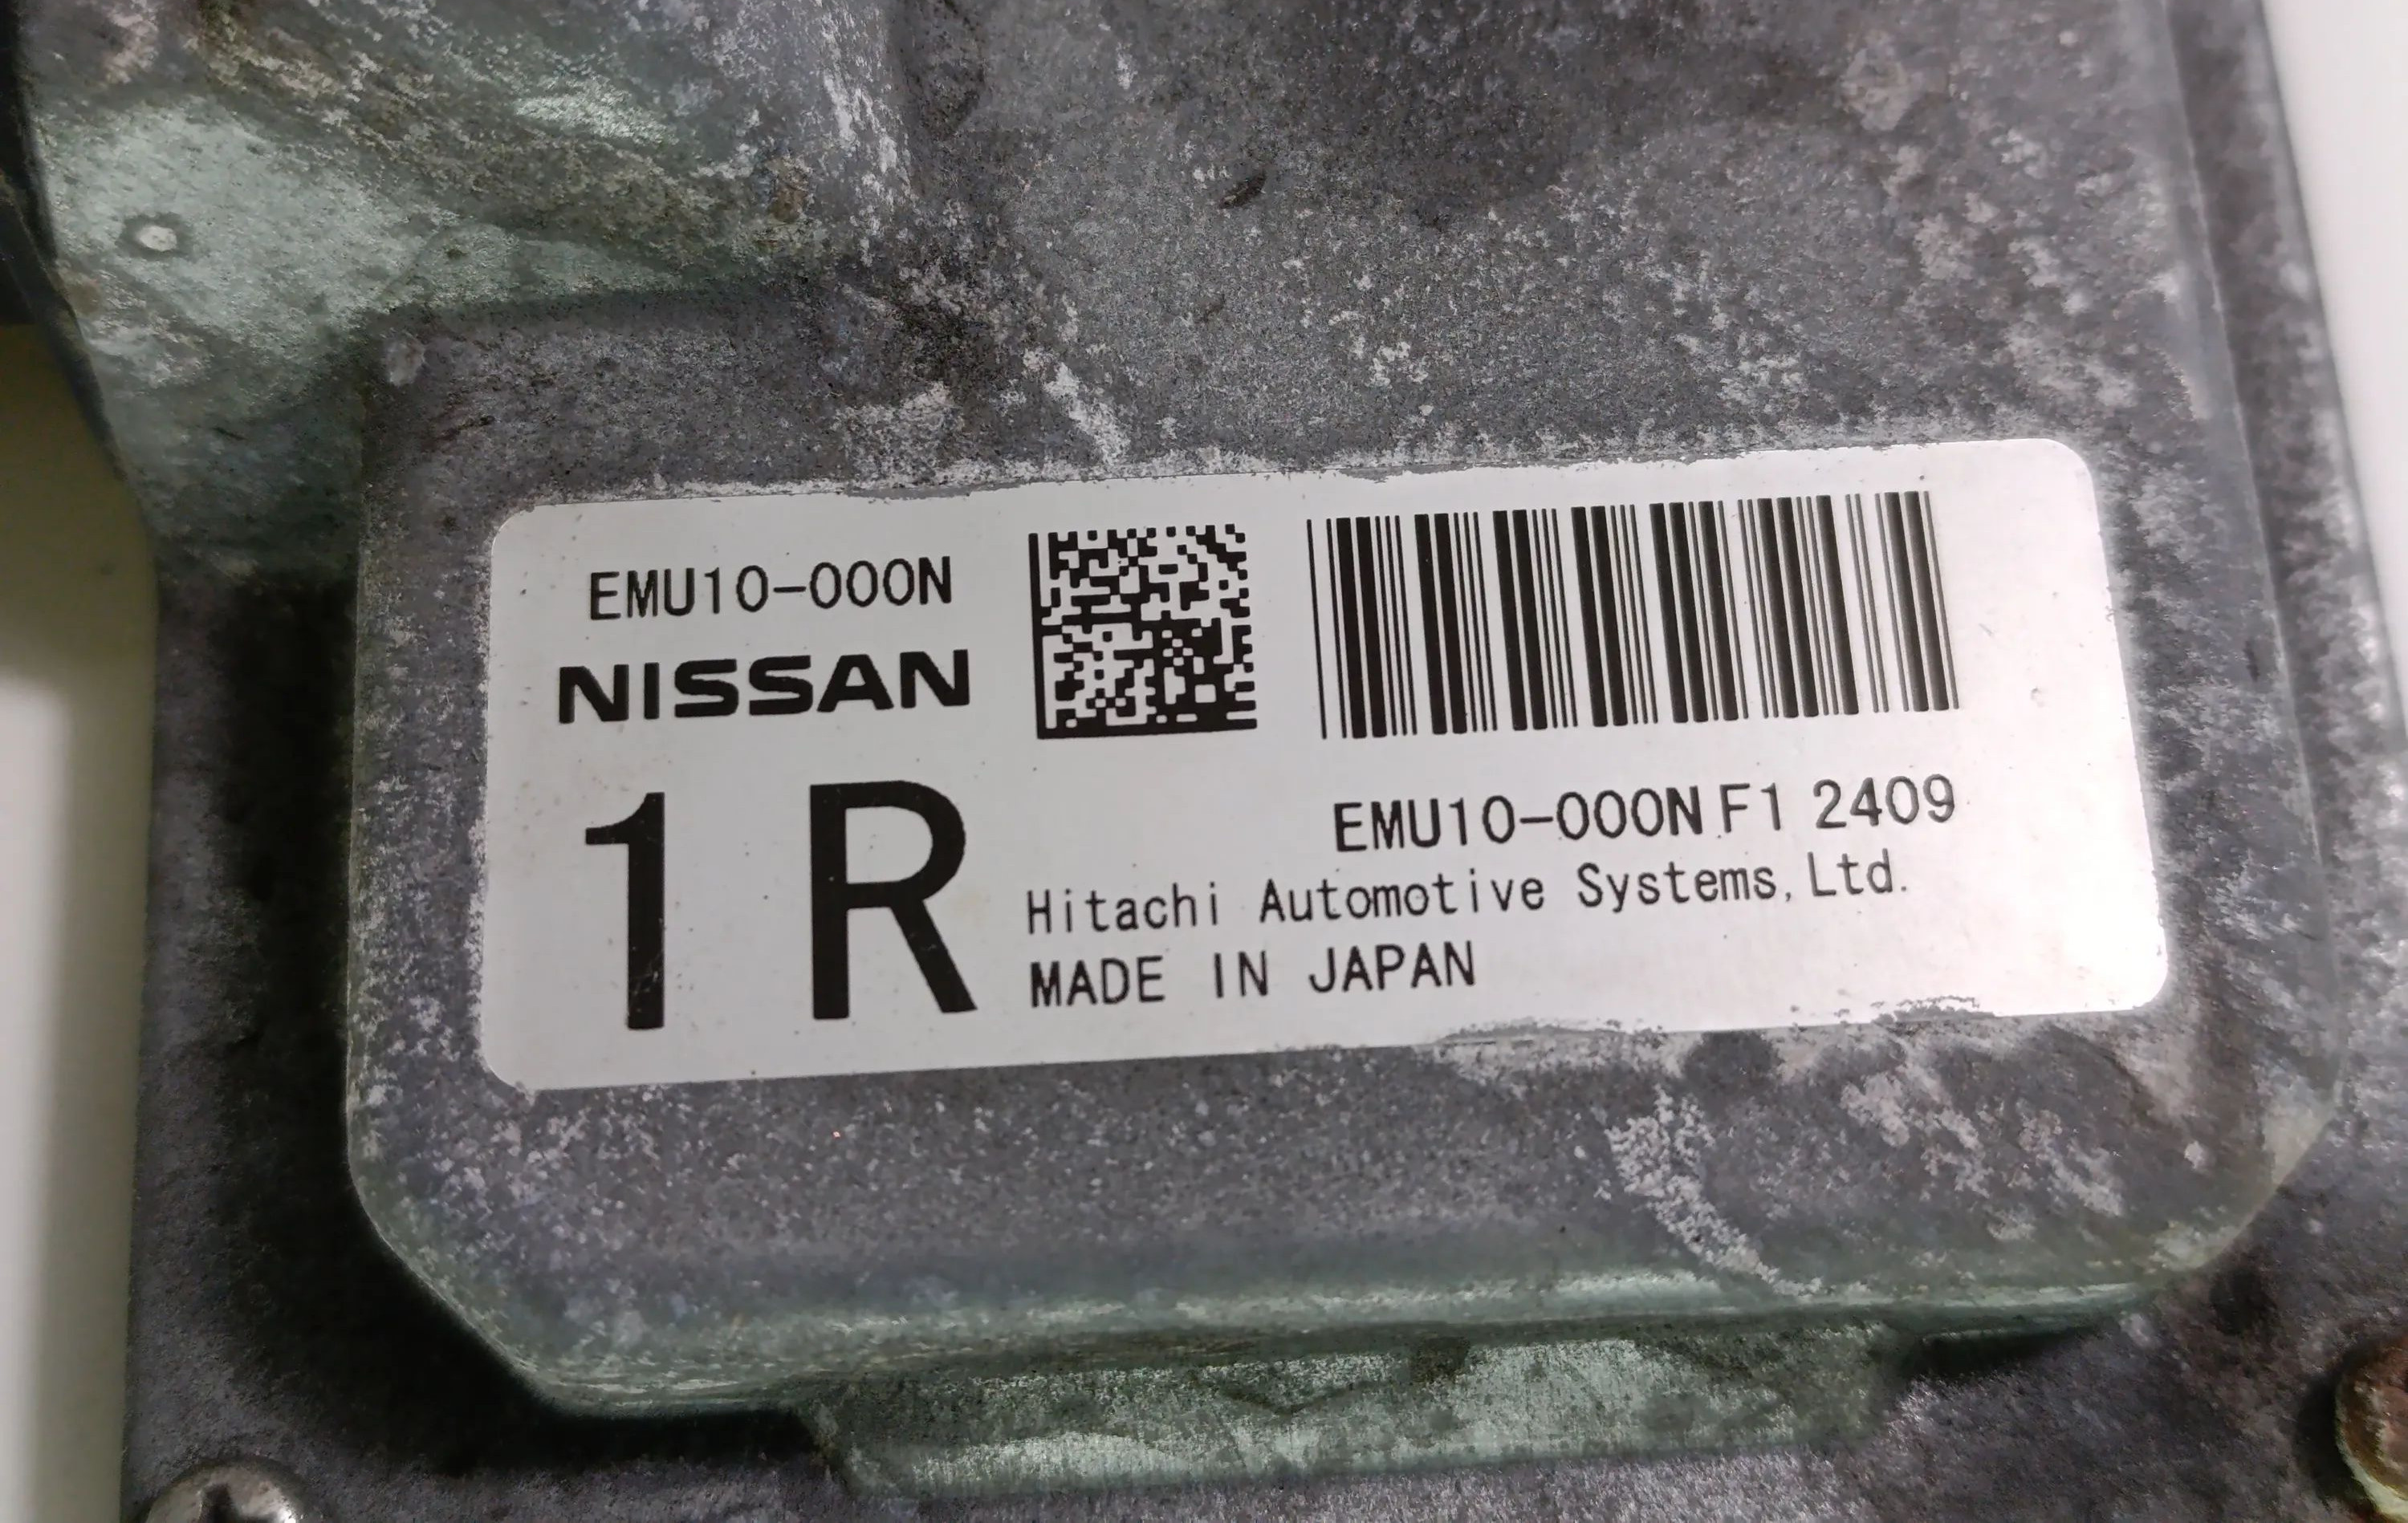 EMU10-000N
NISSAN
1 R
EMU10-000N F1 2409
Hitachi Automotive Systems, Ltd.
MADE IN JAPAN